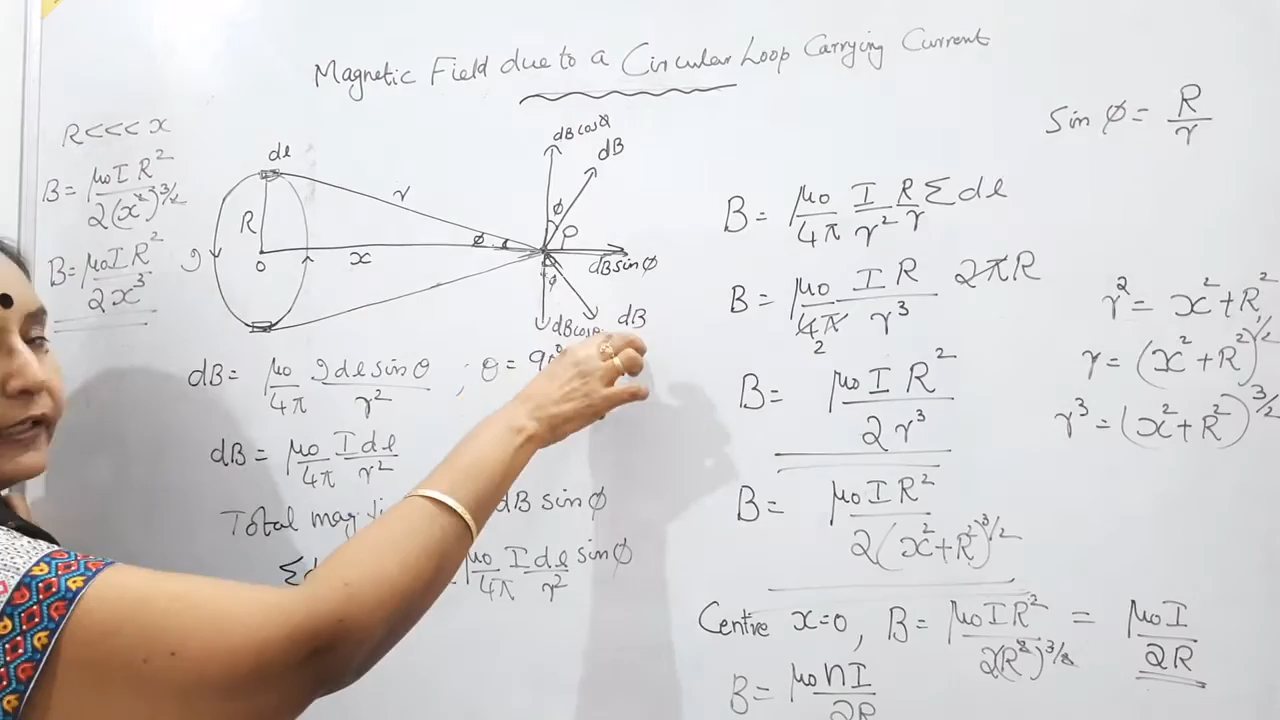 Magnetic Field due to a Circular Loop Carrying Current
R<<<x
B = μ0IR² / 2(x²)^3/2
B = μ0IR² / 2x³
dl
R
r
x
O
I
ϕ
P
dBcosϕ
dB
ϕ
dBsinϕ
ϕ
dBcosϕ
dB
dB = μ0/4π Idlsinθ/r² ; θ =
dB = μ0/4π Idl/r²
Total
dB sinϕ
μ0/4π Idl/r² sinϕ
Sin ϕ = R/r
B = μ0/4π I/r² R/r Σdl
B = μ0/4π IR/r³ 2πR
2
B = μ0IR² / 2r³
B = μ0IR² / 2(x²+R²)^3/2
r² = x²+R²
r = (x²+R²)^1/2
r³ = (x²+R²)^3/2
Centre x=0, B = μ0IR² / 2(R²)^3/2 = μ0I / 2R
B = μ0nI / 2R